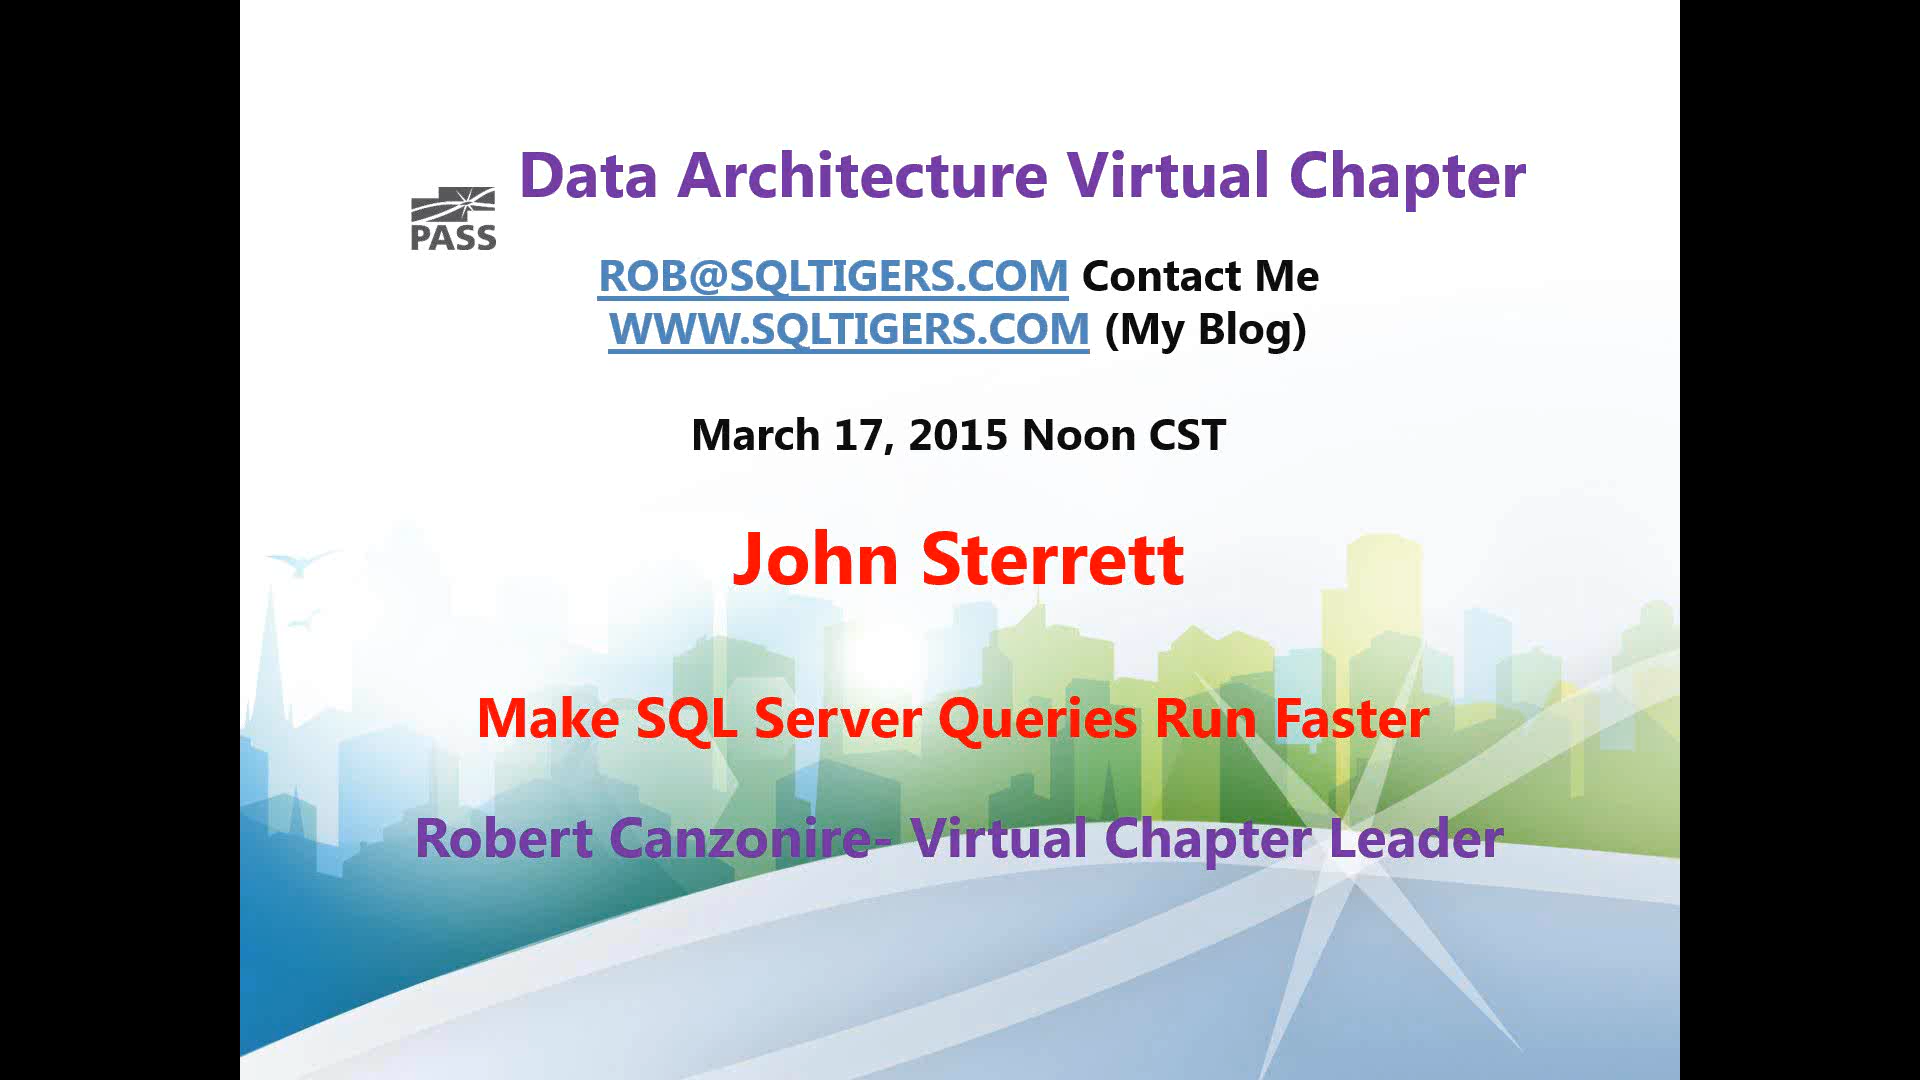 Data Architecture Virtual Chapter
PASS
ROB@SQLTIGERS.COM Contact Me
WWW.SQLTIGERS.COM (My Blog)
March 17, 2015 Noon CST
John Sterrett
Make SQL Server Queries Run Faster
Robert Canzonire- Virtual Chapter Leader